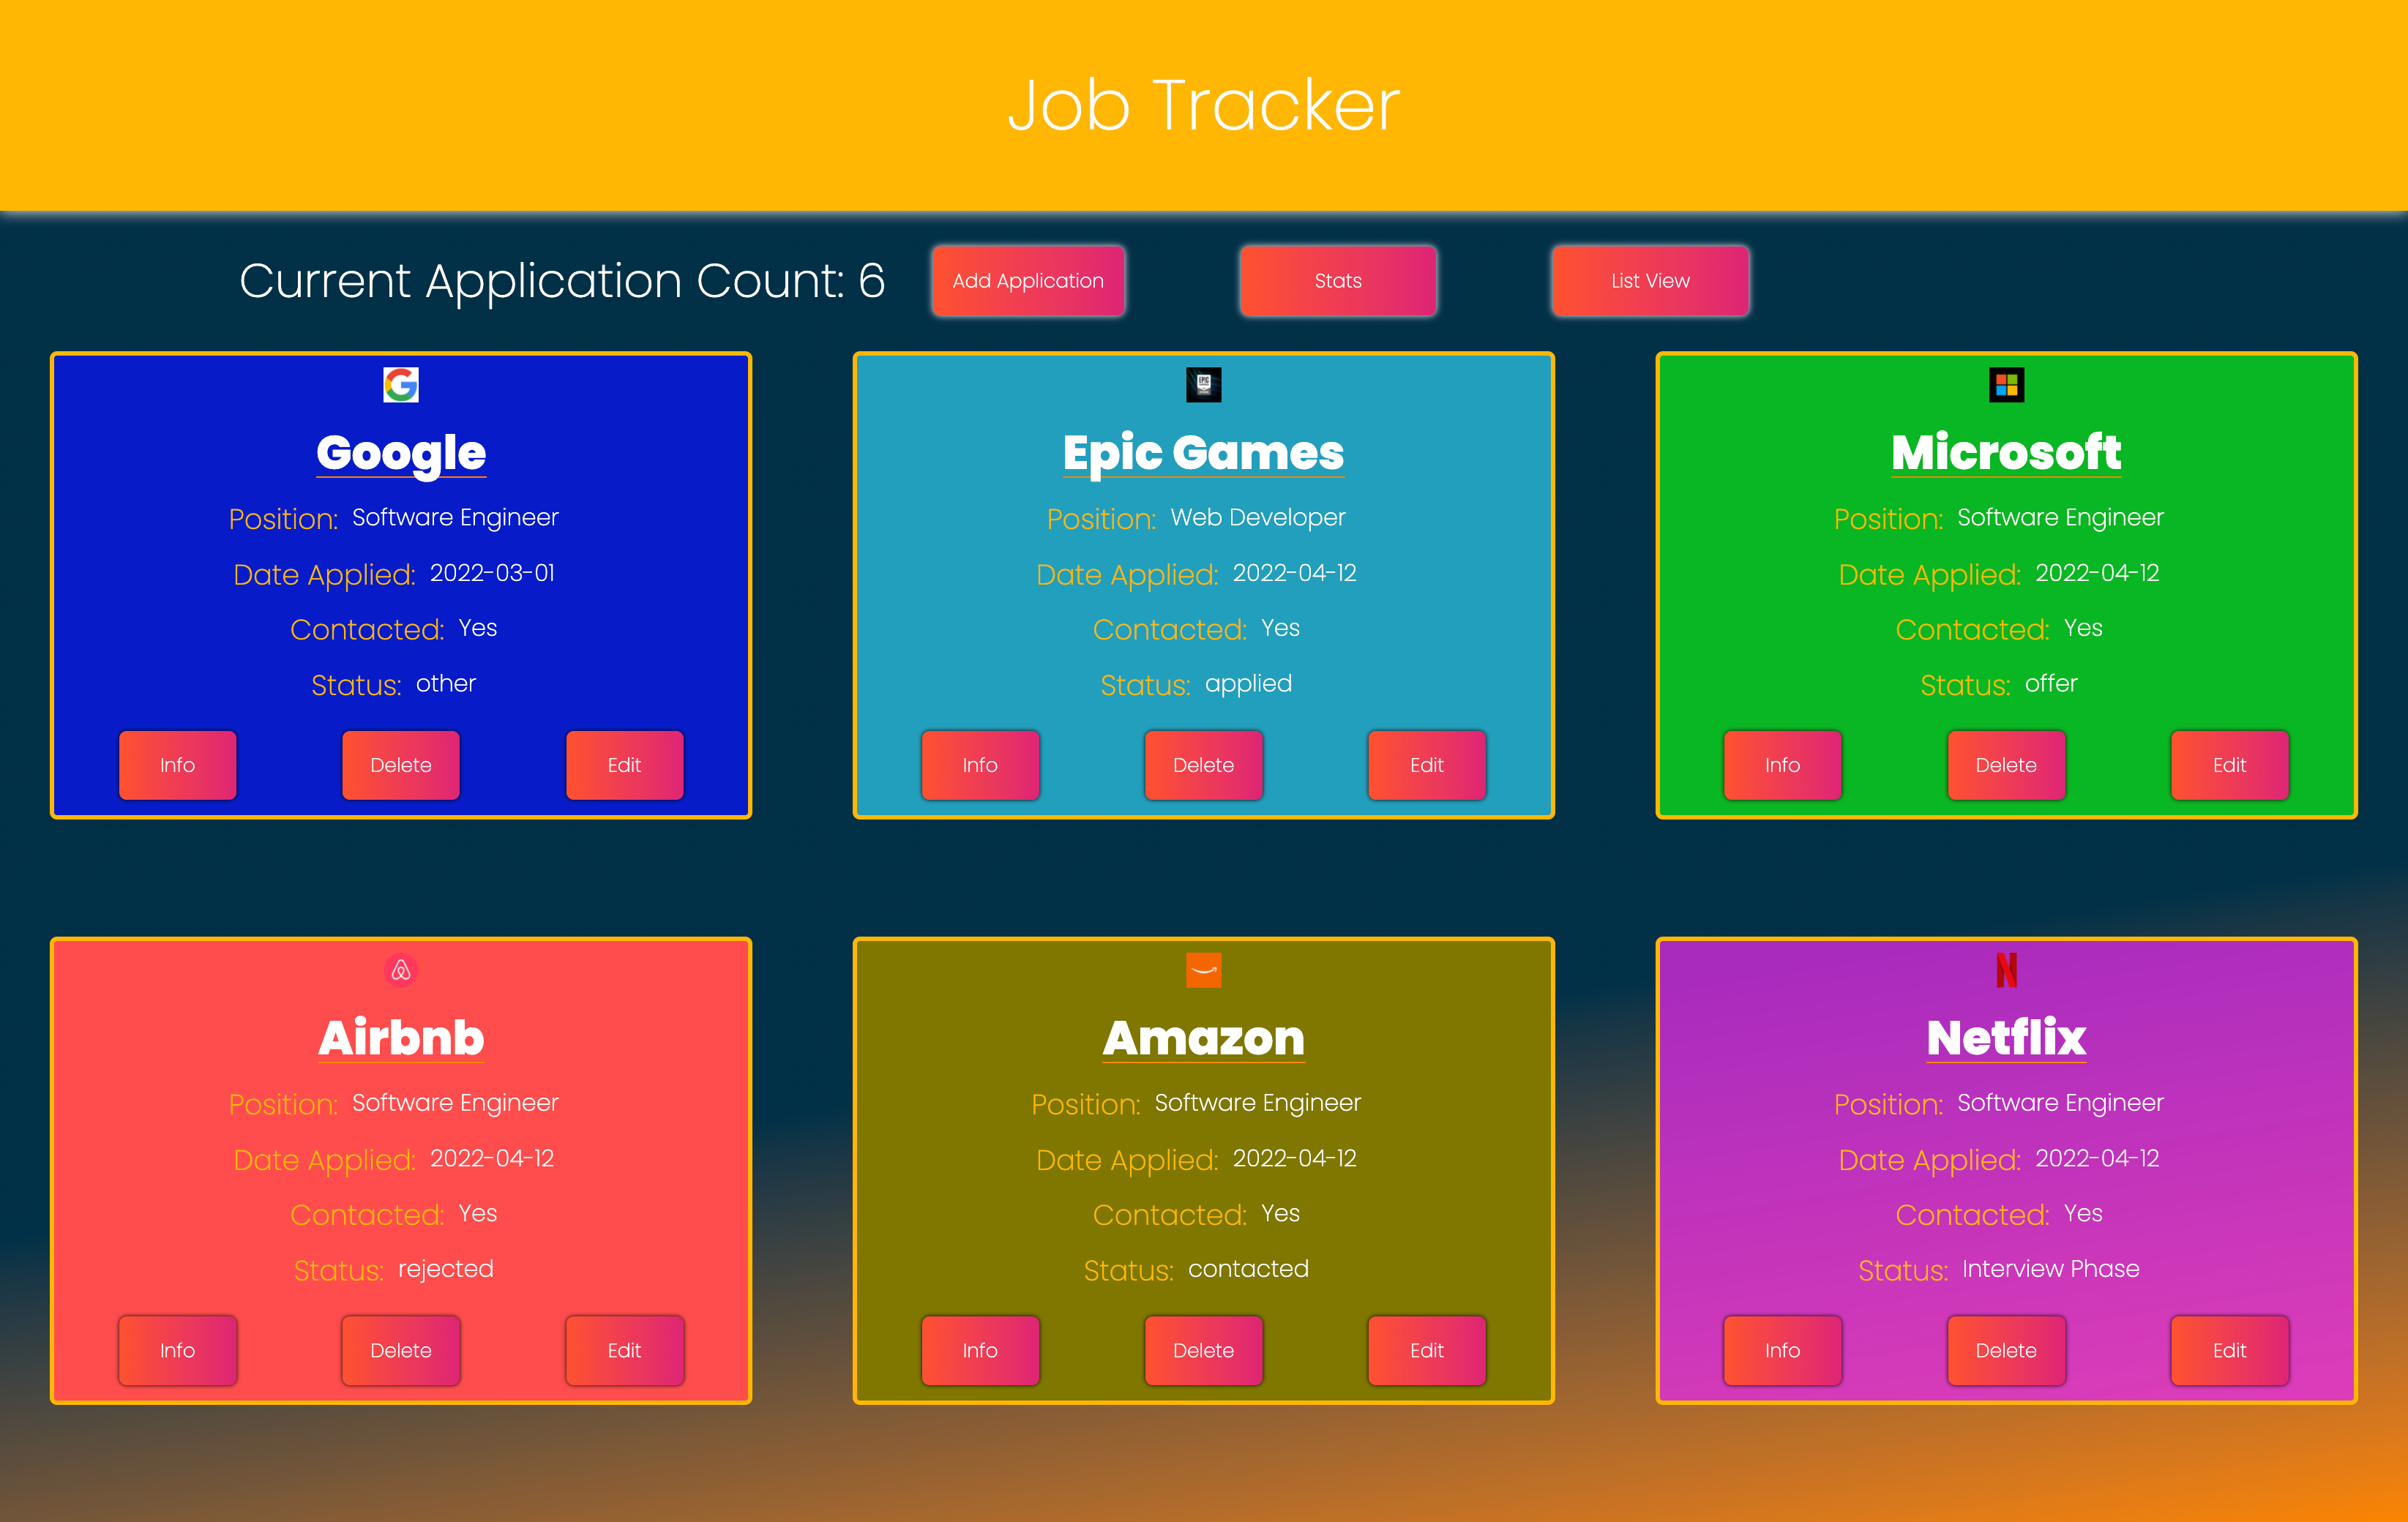 Job Tracker
Current Application Count: 6
Add Application
Stats
List View
Google
Position: Software Engineer
Date Applied: 2022-03-01
Contacted: Yes
Status: other
Info
Delete
Edit
EPIC
Epic Games
Position: Web Developer
Date Applied: 2022-04-12
Contacted: Yes
Status: applied
Info
Delete
Edit
Microsoft
Position: Software Engineer
Date Applied: 2022-04-12
Contacted: Yes
Status: offer
Info
Delete
Edit
Airbnb
Position: Software Engineer
Date Applied: 2022-04-12
Contacted: Yes
Status: rejected
Info
Delete
Edit
Amazon
Position: Software Engineer
Date Applied: 2022-04-12
Contacted: Yes
Status: contacted
Info
Delete
Edit
Netflix
Position: Software Engineer
Date Applied: 2022-04-12
Contacted: Yes
Status: Interview Phase
Info
Delete
Edit